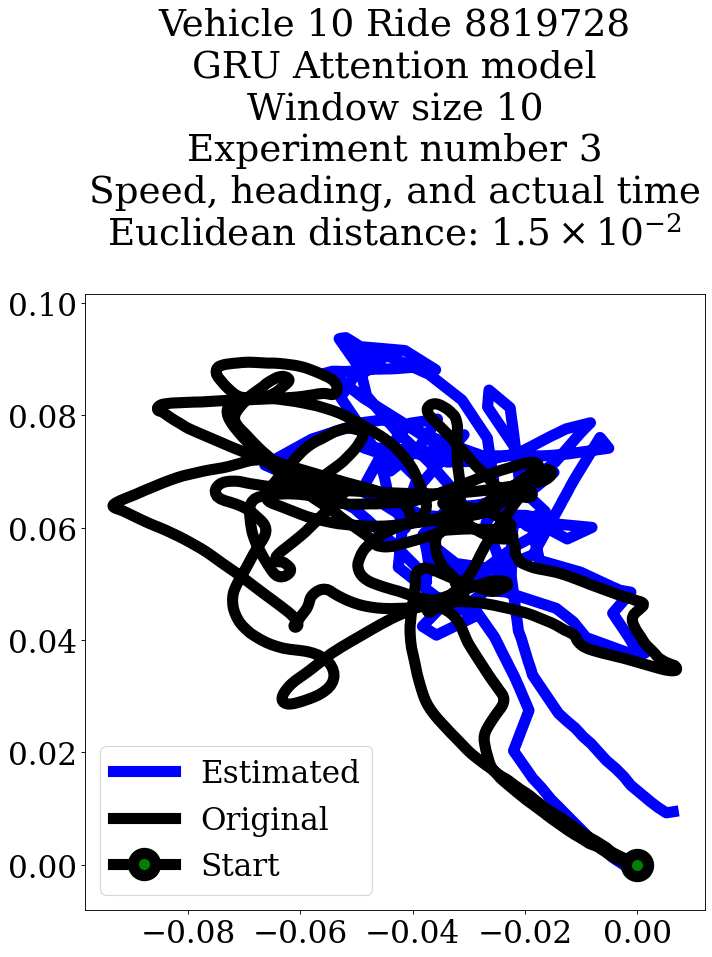 Vehicle 10 Ride 8819728
GRU Attention model
Window size 10
Experiment number 3
Speed, heading, and actual time
Euclidean distance: 1.5 × 10⁻²
0.10
0.08
0.06
0.04
0.02
0.00
Estimated
Original
Start
−0.08 −0.06 −0.04 −0.02 0.00